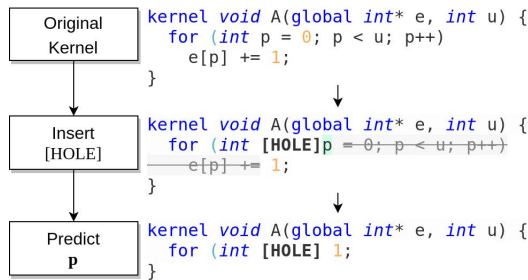 Original
Kernel
kernel void A(global int* e, int u) {
for (int p = 0; p < u; p++)
e[p] += 1;
}
Insert
[HOLE]
kernel void A(global int* e, int u) {
for (int [HOLE]p = 0; p < u; p++)
e[p] += 1;
}
Predict
p
kernel void A(global int* e, int u) {
for (int [HOLE] 1;
}